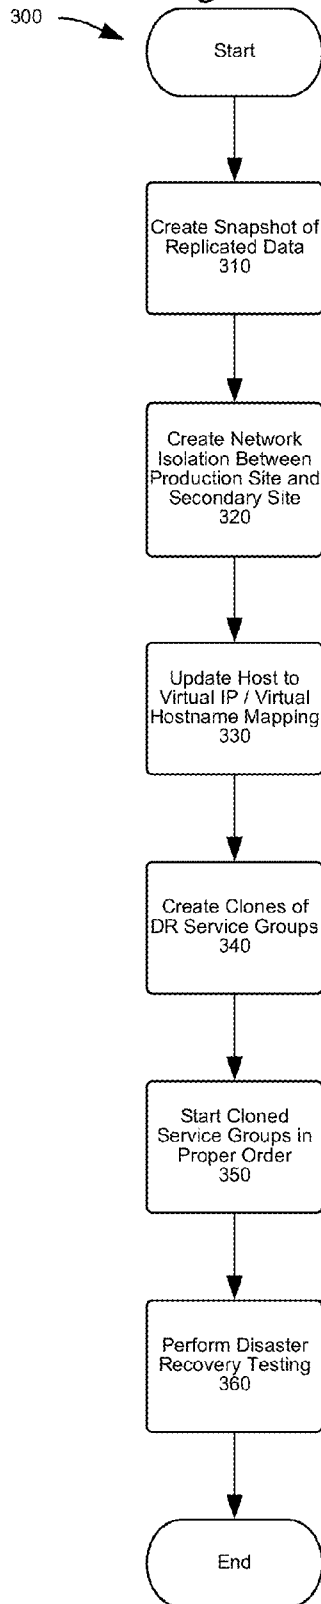 300
Start
Create Snapshot of
Replicated Data
310
Create Network
Isolation Between
Production Site and
Secondary Site
320
Update Host to
Virtual IP / Virtual
Hostname Mapping
330
Create Clones of
DR Service Groups
340
Start Cloned
Service Groups in
Proper Order
350
Perform Disaster
Recovery Testing
360
End